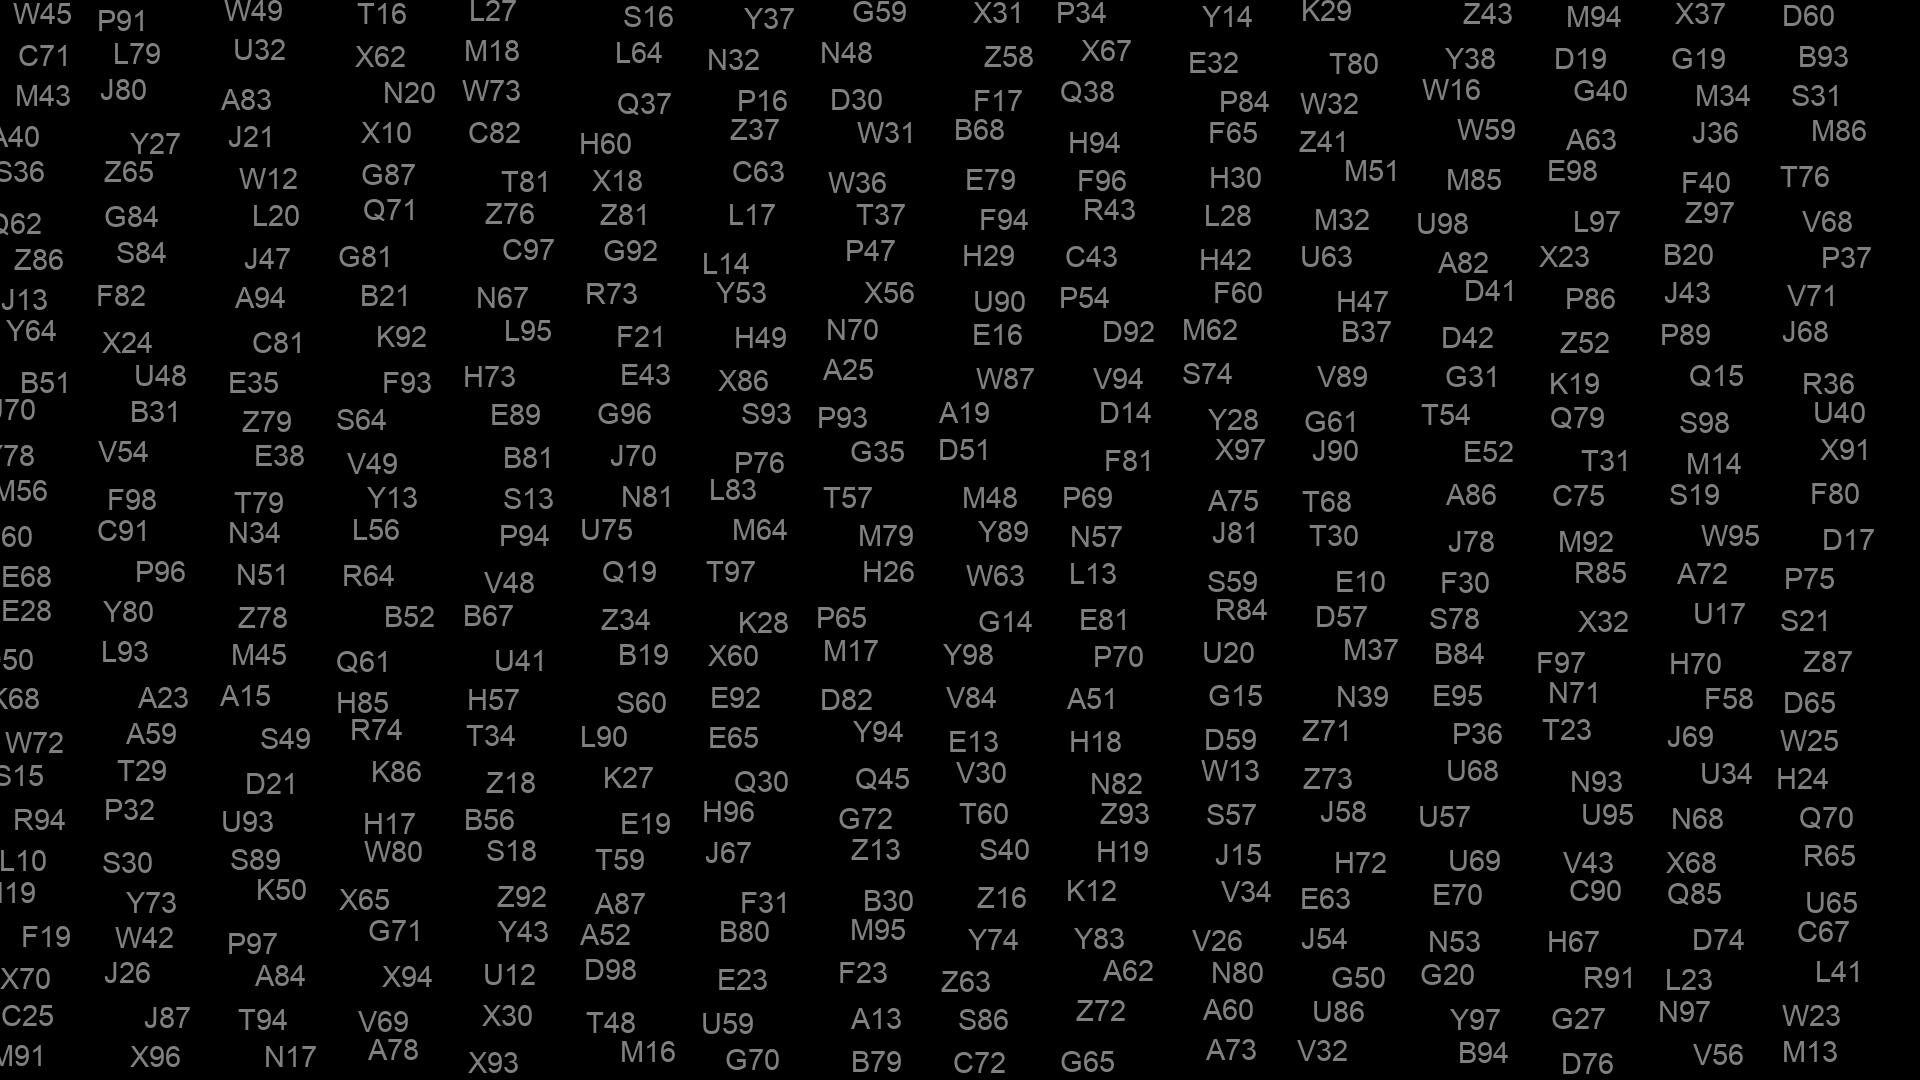 W45 P91 W49 T16 L27 S16 Y37 G59 X31 P34 Y14 K29 Z43 M94 X37 D60
C71 L79 U32 X62 M18 L64 N32 N48 Z58 X67 E32 T80 Y38 D19 G19 B93
M43 J80 A83 N20 W73 Q37 P16 D30 F17 Q38 P84 W32 W16 G40 M34 S31
A40 Y27 J21 X10 C82 H60 Z37 W31 B68 H94 F65 Z41 W59 A63 J36 M86
S36 Z65 W12 G87 T81 X18 C63 W36 E79 F96 H30 M51 M85 E98 F40 T76
Q62 G84 L20 Q71 Z76 Z81 L17 T37 F94 R43 L28 M32 U98 L97 Z97 V68
Z86 S84 J47 G81 C97 G92 L14 P47 H29 C43 H42 U63 A82 X23 B20 P37
J13 F82 A94 B21 N67 R73 Y53 X56 U90 P54 F60 H47 D41 P86 J43 V71
Y64 X24 C81 K92 L95 F21 H49 N70 E16 D92 M62 B37 D42 Z52 P89 J68
B51 U48 E35 F93 H73 E43 X86 A25 W87 V94 S74 V89 G31 K19 Q15 R36
70 B31 Z79 S64 E89 G96 S93 P93 A19 D14 Y28 G61 T54 Q79 S98 U40
78 V54 E38 V49 B81 J70 P76 G35 D51 F81 X97 J90 E52 T31 M14 X91
M56 F98 T79 Y13 S13 N81 L83 T57 M48 P69 A75 T68 A86 C75 S19 F80
60 C91 N34 L56 P94 U75 M64 M79 Y89 N57 J81 T30 J78 M92 W95 D17
E68 P96 N51 R64 V48 Q19 T97 H26 W63 L13 S59 E10 F30 R85 A72 P75
E28 Y80 Z78 B52 B67 Z34 K28 P65 G14 E81 R84 D57 S78 X32 U17 S21
50 L93 M45 Q61 U41 B19 X60 M17 Y98 P70 U20 M37 B84 F97 H70 Z87
K68 A23 A15 H85 H57 S60 E92 D82 V84 A51 G15 N39 E95 N71 F58 D65
W72 A59 S49 R74 T34 L90 E65 Y94 E13 H18 D59 Z71 P36 T23 J69 W25
S15 T29 D21 K86 Z18 K27 Q30 Q45 V30 N82 W13 Z73 U68 N93 U34 H24
R94 P32 U93 H17 B56 E19 H96 G72 T60 Z93 S57 J58 U57 U95 N68 Q70
L10 S30 S89 W80 S18 T59 J67 Z13 S40 H19 J15 H72 U69 V43 X68 R65
19 Y73 K50 X65 Z92 A87 F31 B30 Z16 K12 V34 E63 E70 C90 Q85 U65
F19 W42 P97 G71 Y43 A52 B80 M95 Y74 Y83 V26 J54 N53 H67 D74 C67
X70 J26 A84 X94 U12 D98 E23 F23 Z63 A62 N80 G50 G20 R91 L23 L41
C25 J87 T94 V69 X30 T48 U59 A13 S86 Z72 A60 U86 Y97 G27 N97 W23
M91 X96 N17 A78 X93 M16 G70 B79 C72 G65 A73 V32 B94 D76 V56 M13